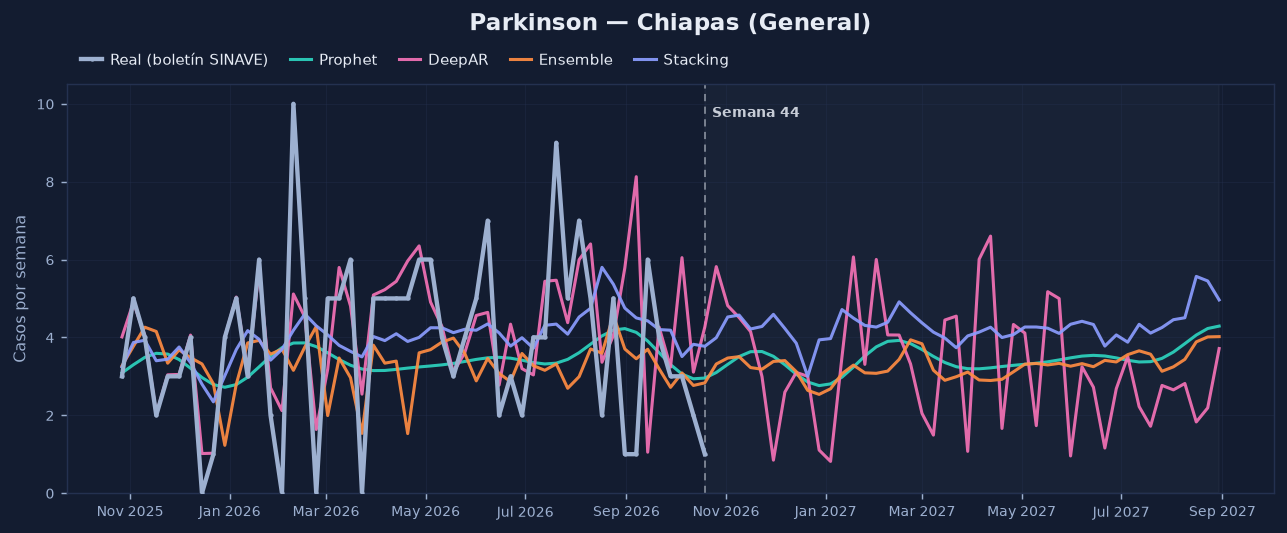 Parkinson — Chiapas (General)
Real (boletín SINAVE) Prophet DeepAR Ensemble Stacking
Semana 44
Casos por semana
10
8
6
4
2
0
Nov 2025 Jan 2026 Mar 2026 May 2026 Jul 2026 Sep 2026 Nov 2026 Jan 2027 Mar 2027 May 2027 Jul 2027 Sep 2027